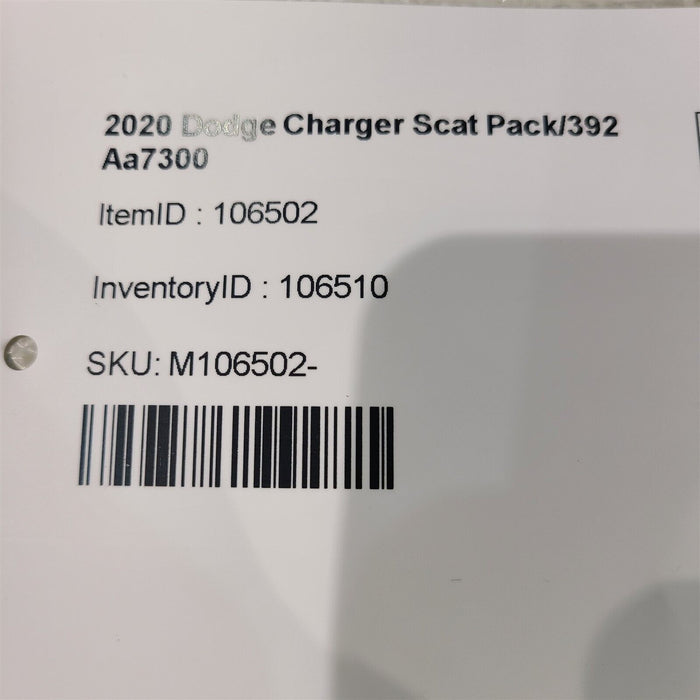 2020 Dodge Charger Scat Pack/392
Aa7300
ItemID : 106502
InventoryID : 106510
SKU: M106502-